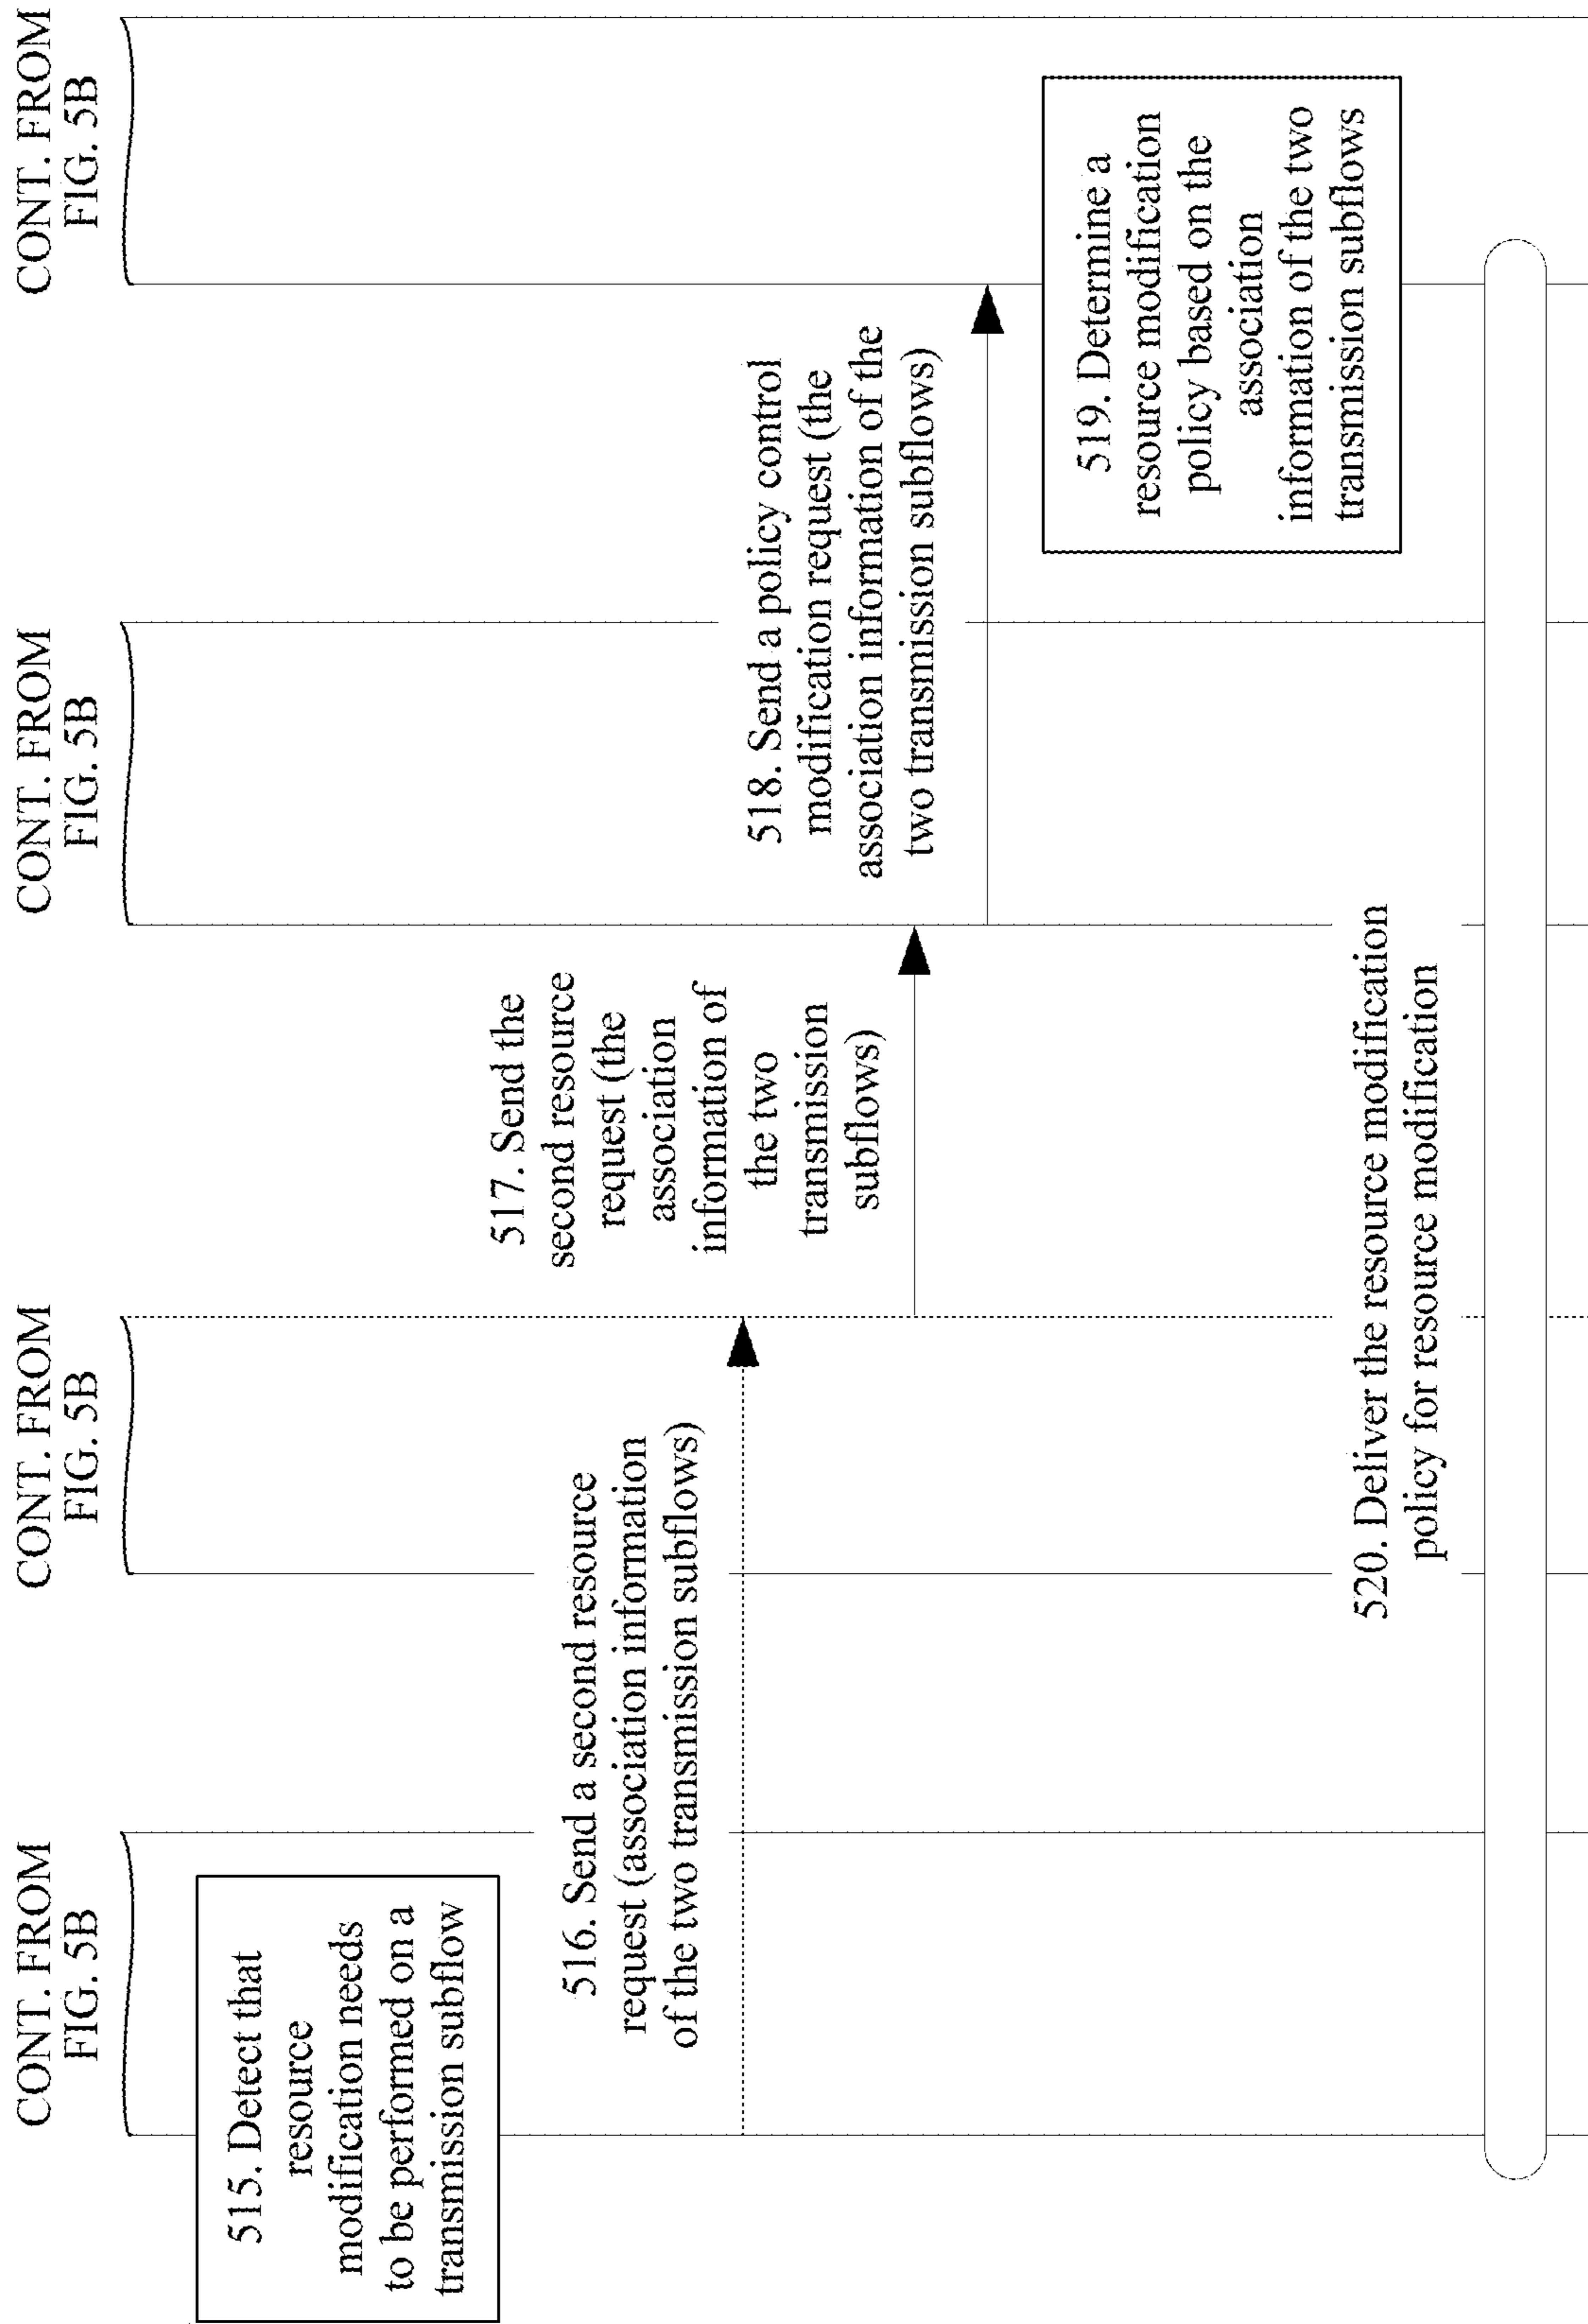 CONT. FROM
FIG. 5B
CONT. FROM
FIG. 5B
CONT. FROM
FIG. 5B
CONT. FROM
FIG. 5B
515. Detect that
resource
modification needs
to be performed on a
transmission subflow
516. Send a second resource
request (association information
of the two transmission subflows)
517. Send the
second resource
request (the
association
information of
the two
transmission
subflows)
518. Send a policy control
modification request (the
association information of the
two transmission subflows)
519. Determine a
resource modification
policy based on the
association
information of the two
transmission subflows
520. Deliver the resource modification
policy for resource modification